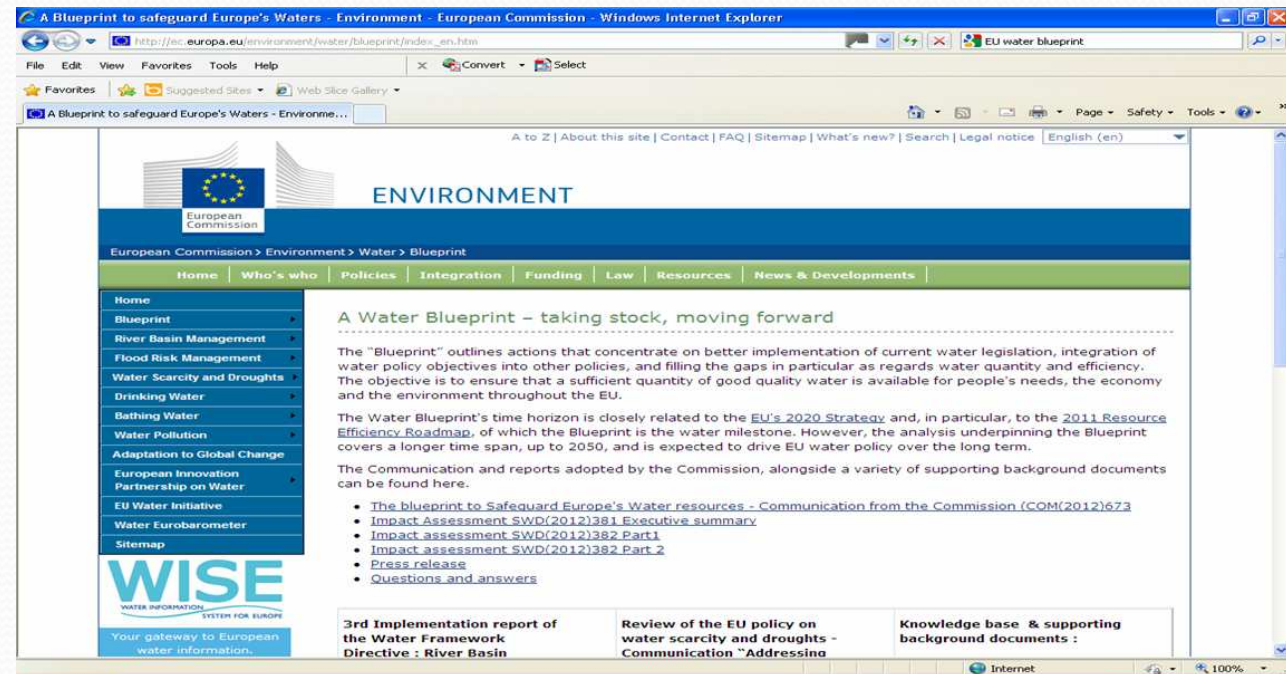 A Blueprint to safeguard Europe's Waters - Environment - European Commission - Windows Internet Explorer
http://ec.europa.eu/environment/water/blueprint/index_en.htm
EU water blueprint
File Edit View Favorites Tools Help
Convert Select
Favorites Suggested Sites Web Slice Gallery
A Blueprint to safeguard Europe's Waters - Environme...
Page Safety Tools
A to Z | About this site | Contact | FAQ | Sitemap | What's new? | Search | Legal notice English (en)
ENVIRONMENT
European
Commission
European Commission > Environment > Water > Blueprint
Home Who's who Policies Integration Funding Law Resources News & Developments
Home
Blueprint
River Basin Management
Flood Risk Management
Water Scarcity and Droughts
Drinking Water
Bathing Water
Water Pollution
Adaptation to Global Change
European Innovation
Partnership on Water
EU Water Initiative
Water Eurobarometer
Sitemap
WISE
WATER INFORMATION
SYSTEM FOR EUROPE
Your gateway to European
water information.
A Water Blueprint – taking stock, moving forward
The "Blueprint" outlines actions that concentrate on better implementation of current water legislation, integration of
water policy objectives into other policies, and filling the gaps in particular as regards water quantity and efficiency.
The objective is to ensure that a sufficient quantity of good quality water is available for people's needs, the economy
and the environment throughout the EU.
The Water Blueprint's time horizon is closely related to the EU's 2020 Strategy and, in particular, to the 2011 Resource
Efficiency Roadmap, of which the Blueprint is the water milestone. However, the analysis underpinning the Blueprint
covers a longer time span, up to 2050, and is expected to drive EU water policy over the long term.
The Communication and reports adopted by the Commission, alongside a variety of supporting background documents
can be found here.
• The blueprint to Safeguard Europe's Water resources - Communication from the Commission (COM(2012)673
• Impact Assessment SWD(2012)381 Executive summary
• Impact assessment SWD(2012)382 Part1
• Impact assessment SWD(2012)382 Part 2
• Press release
• Questions and answers
3rd Implementation report of
the Water Framework
Directive : River Basin
Review of the EU policy on
water scarcity and droughts -
Communication "Addressing
Knowledge base & supporting
background documents :
Internet 100%